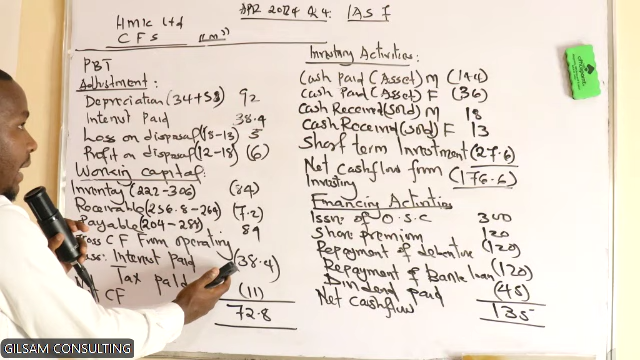 HMK Ltd
APR 2024 Q4 IAS 7
CFS (₦m)
PBT
Adjustment:
Depreciation (34+58) 92
Interest Paid 38.4
Loss on disposal (18-13) 5
Profit on disposal (12-18) (6)
Working capital:
Inventory (222-306) (84)
Receivable (256.8-264) (7.2)
Payable (204-288) 84
CF from operating
Interest paid (38.4)
Tax paid (11)
CF 72.8
Investing Activities:
Cash Paid (Asset) M (144)
Cash Paid (Asset) F (36)
Cash Received (Sold) M 18
Cash Received (Sold) F 13
Short term Investment (27.6)
Net cashflow from (176.6)
Investing
Financing Activities
Issue of O.S.C 300
Share premium 120
Repayment of debenture (120)
Repayment of Bank loan (120)
Dividend paid (45)
Net cashflow 135
GILSAM CONSULTING